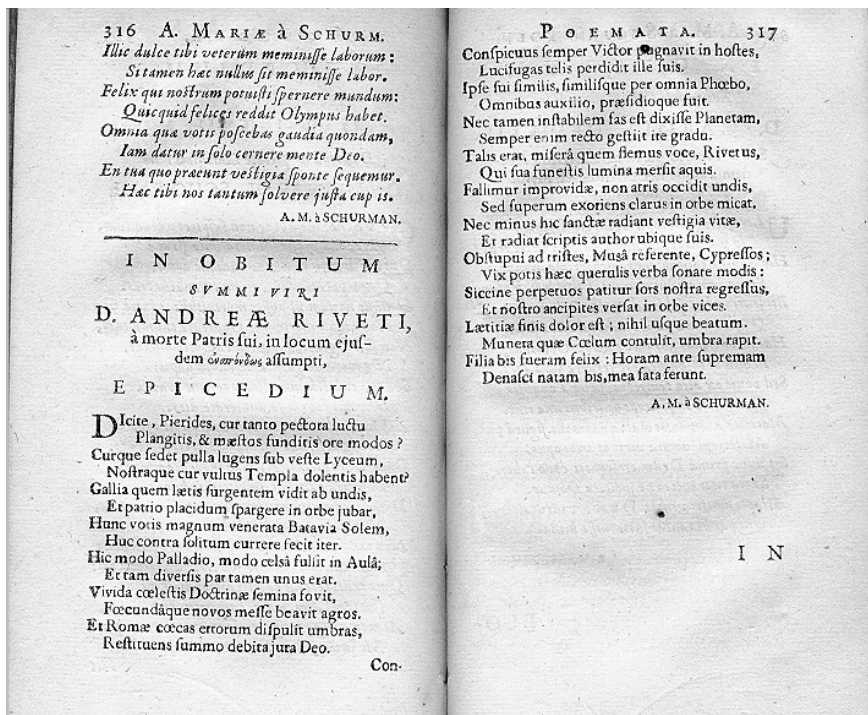 316 A. MARIÆ à SCHURM.
Illic dulce tibi veterum meminiſſe laborum :
Si tamen hæc nullus ſit meminiſſe labor.
Felix qui noſtrum potuiſti ſpernere mundum:
Quicquid felices reddit Olympus habet.
Omnia quæ votis poſcebas gaudia quondam,
Iam datur in ſolo cernere mente Deo.
En tua quo præeunt veſtigia ſponte ſequemur.
Hæc tibi nos tantum ſolvere juſta cup is.
A. M. à SCHURMAN.
IN OBITUM
SVMMI VIRI
D. ANDREÆ RIVETI,
à morte Patris ſui, in locum ejuſ-
dem aſſumpti,
EPICEDIUM.
DIcite, Pierides, cur tanto pectora luctu
Plangitis, & mæſtos funditis ore modos ?
Curque ſedet pulla lugens ſub veſte Lyceum,
Noſtraque cur vultus Templa dolentis habent?
Gallia quem lætis ſurgentem vidit ab undis,
Et patrio placidum ſpargere in orbe jubar,
Hunc votis magnum venerata Batavia Solem,
Huc contra ſolitum currere fecit iter.
Hic modo Palladio, modo celsâ fulſit in Aulâ;
Et tam diverſis par tamen unus erat.
Vivida cœleſtis Doctrinæ ſemina fovit,
Fœcundâque novos meſſe beavit agros.
Et Romæ cœcas errorum diſpulit umbras,
Reſtituens ſummo debita jura Deo.
Con-
POEMATA. 317
Conſpicuus ſemper Victor pugnavit in hoſtes,
Lucifugas telis perdidit ille ſuis.
Ipſe ſui ſimilis, ſimiliſque per omnia Phœbo,
Omnibus auxilio, præſidioque fuit.
Nec tamen inſtabilem fas eſt dixiſſe Planetam,
Semper enim recto geſtiit ire gradu.
Talis erat, miſerâ quem flemus voce, Rivetus,
Qui ſua funeſtis lumina merſit aquis.
Fallimur improvidæ, non atris occidit undis,
Sed ſuperum exoriens clarus in orbe micat.
Nec minus hic ſanctæ radiant veſtigia vitæ,
Et radiat ſcriptis author ubique ſuis.
Obſtupui ad triſtes, Musâ referente, Cypreſſos ;
Vix potis hæc querulis verba ſonare modis :
Siccine perpetuos patitur ſors noſtra regreſſus,
Et noſtro ancipites verſat in orbe vices.
Lætitiæ finis dolor eſt ; nihil uſque beatum.
Munera quæ Cœlum contulit, umbra rapit.
Filia bis fueram felix : Horam ante ſupremam
Denaſci natam bis, mea fata ferunt.
A. M. à SCHURMAN.
IN